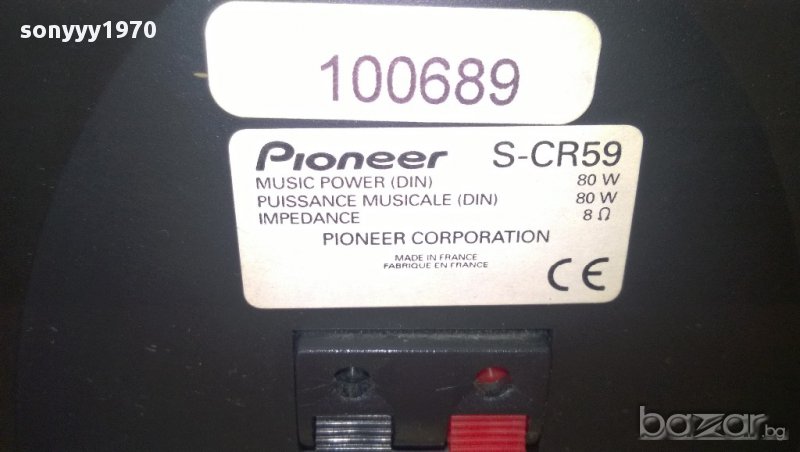 sonyyy1970
100689
Pioneer S-CR59
MUSIC POWER (DIN) 80 W
PUISSANCE MUSICALE (DIN) 80 W
IMPEDANCE 8 Ω
PIONEER CORPORATION
MADE IN FRANCE
FABRIQUE EN FRANCE
CE
bazar.bg